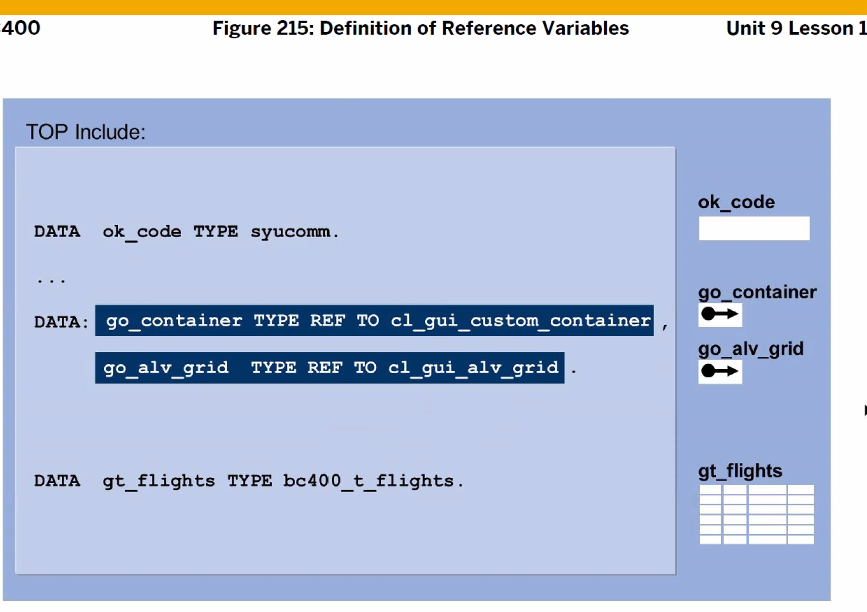 400
Figure 215: Definition of Reference Variables
Unit 9 Lesson 1
TOP Include:
DATA ok_code TYPE syucomm.
...
DATA: go_container TYPE REF TO cl_gui_custom_container ,
go_alv_grid TYPE REF TO cl_gui_alv_grid .
DATA gt_flights TYPE bc400_t_flights.
ok_code
go_container
go_alv_grid
gt_flights